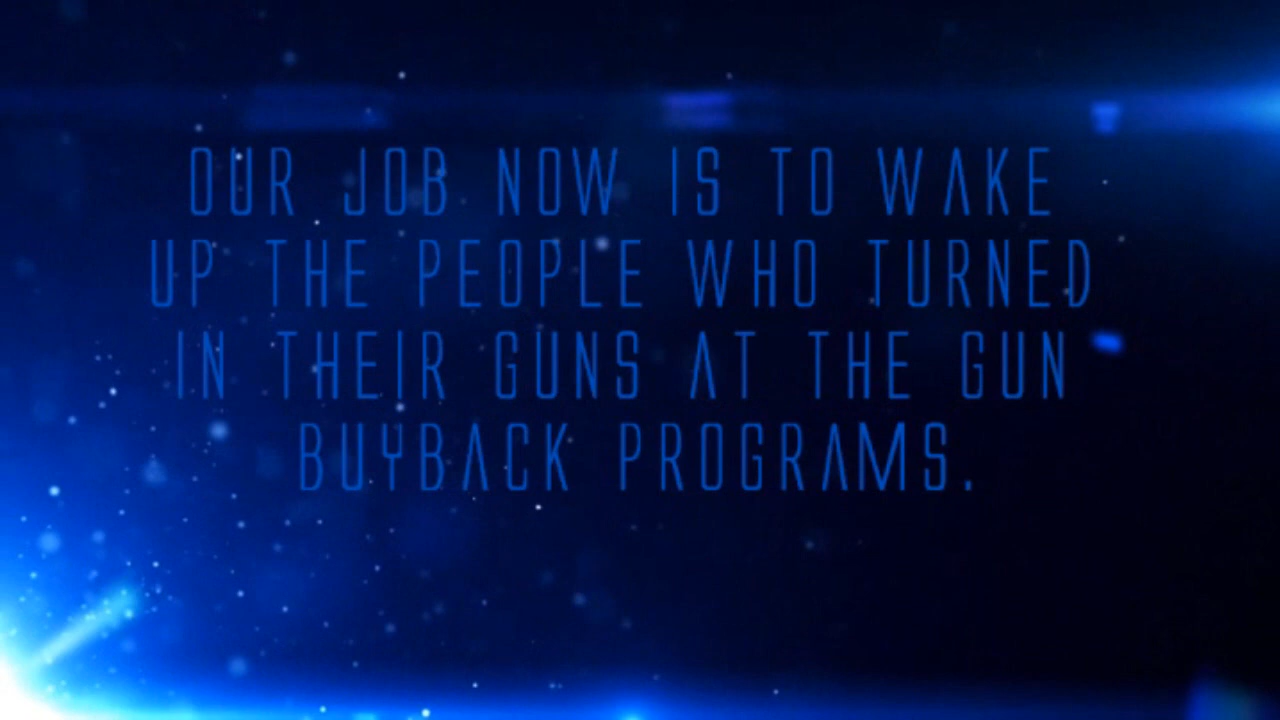 OUR JOB NOW IS TO WAKE
UP THE PEOPLE WHO TURNED
IN THEIR GUNS AT THE GUN
BUYBACK PROGRAMS.